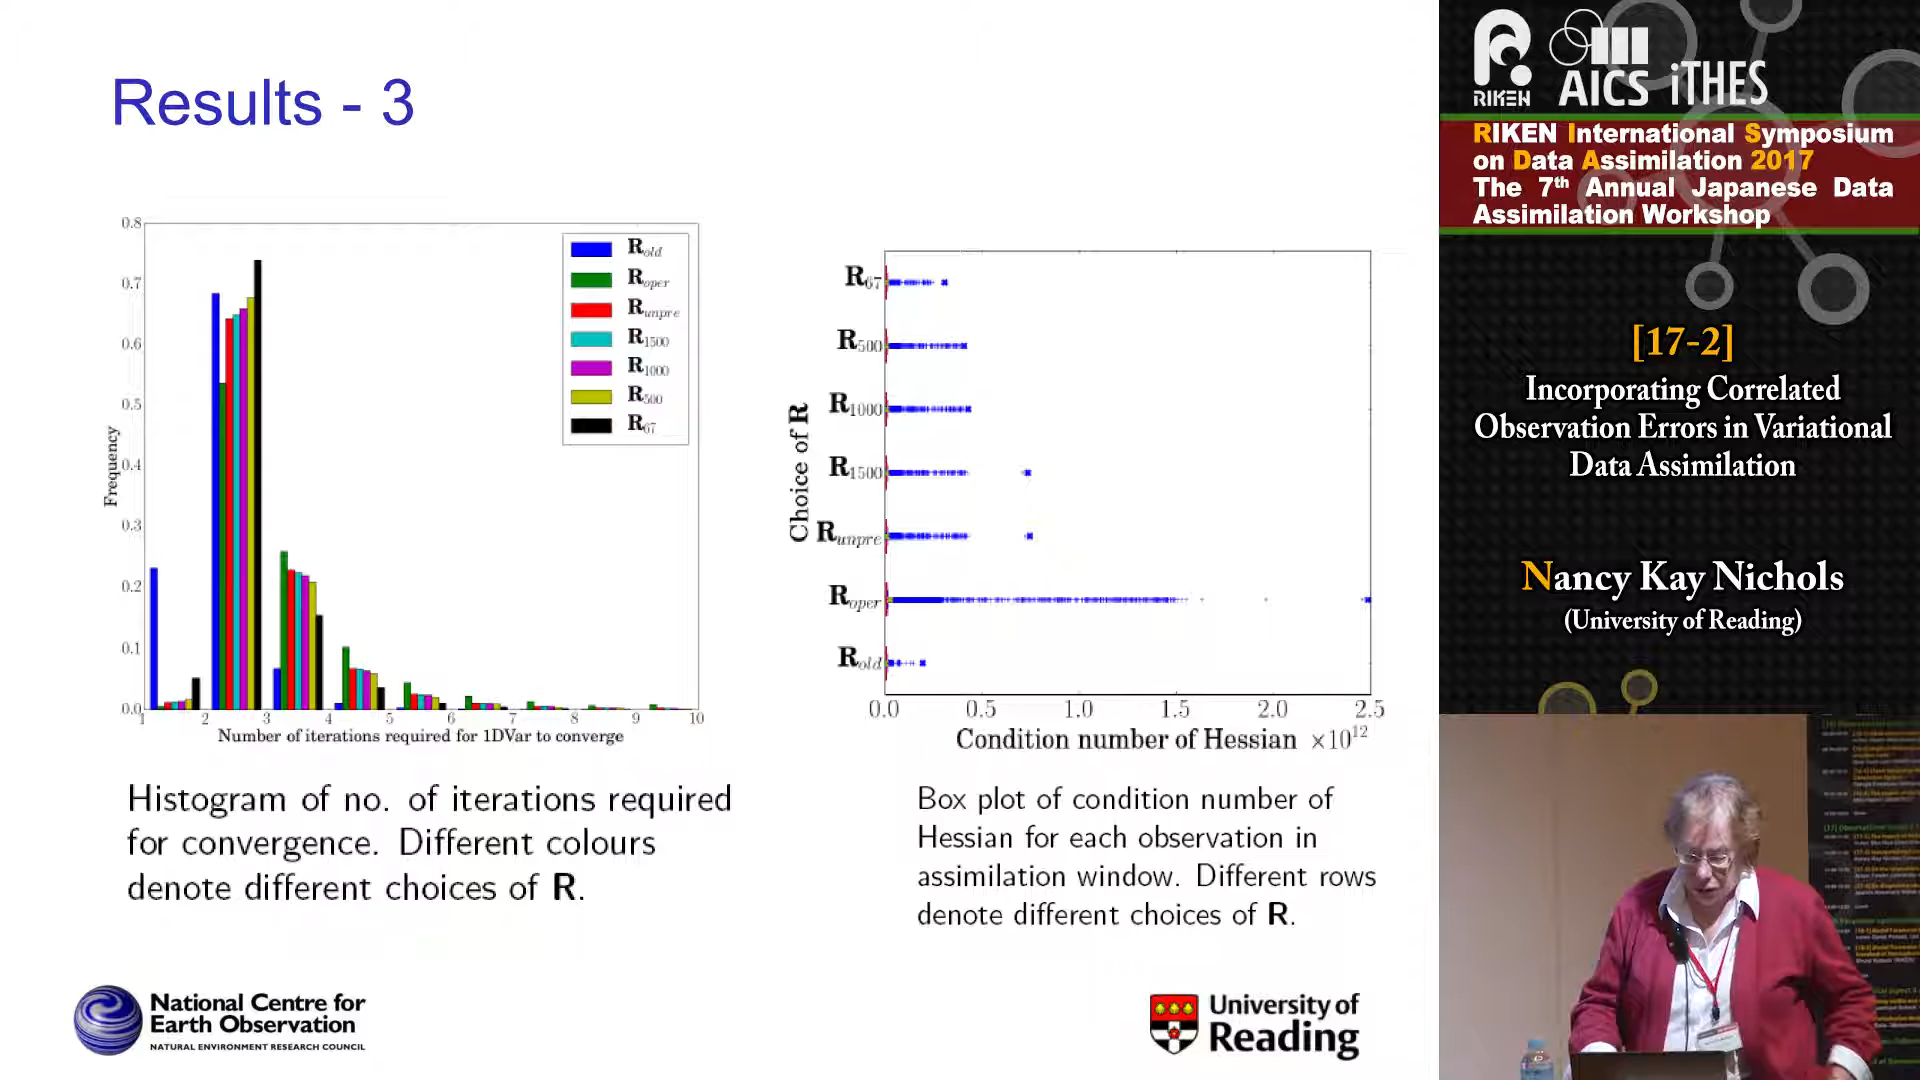 Results - 3
0.8
0.7
0.6
0.5
0.4
0.3
0.2
0.1
0.0
Frequency
1 2 3 4 5 6 7 8 9 10
Number of iterations required for 1DVar to converge
R_old
R_oper
R_unpre
R_1500
R_1000
R_500
R_67
Histogram of no. of iterations required
for convergence. Different colours
denote different choices of R.
Choice of R
R_67
R_500
R_1000
R_1500
R_unpre
R_oper
R_old
0.0 0.5 1.0 1.5 2.0 2.5
Condition number of Hessian ×10^12
Box plot of condition number of
Hessian for each observation in
assimilation window. Different rows
denote different choices of R.
National Centre for
Earth Observation
NATURAL ENVIRONMENT RESEARCH COUNCIL
University of
Reading
RIKEN AICS iTHES
RIKEN International Symposium
on Data Assimilation 2017
The 7th Annual Japanese Data
Assimilation Workshop
[17-2]
Incorporating Correlated
Observation Errors in Variational
Data Assimilation
Nancy Kay Nichols
(University of Reading)